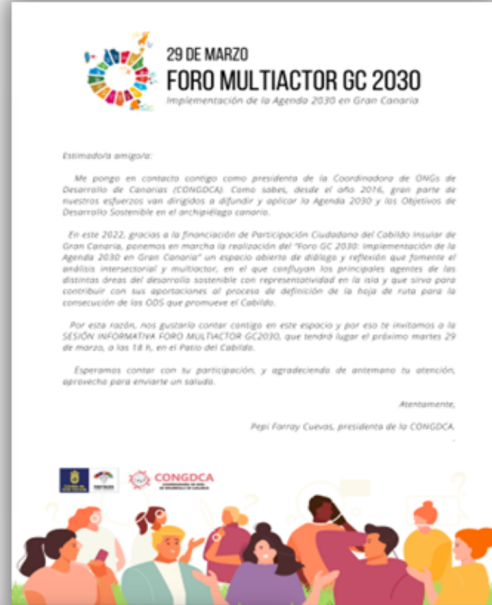 29 DE MARZO
FORO MULTIACTOR GC 2030
Implementación de la Agenda 2030 en Gran Canaria
Estimado/a amigo/a:
Me pongo en contacto contigo como presidenta de la Coordinadora de ONGs de
Desarrollo de Canarias (CONGDCA). Como sabes, desde el año 2016, gran parte de
nuestros esfuerzos van dirigidos a difundir y aplicar la Agenda 2030 y los Objetivos de
Desarrollo Sostenible en el archipiélago canario.
En este 2022, gracias a la financiación de Participación Ciudadana del Cabildo Insular de
Gran Canaria, ponemos en marcha la realización del "Foro GC 2030: Implementación de la
Agenda 2030 en Gran Canaria" un espacio abierto de diálogo y reflexión que fomente el
análisis intersectorial y multiactor, en el que confluyan los principales agentes de las
distintas áreas del desarrollo sostenible con representatividad en la isla y que sirva para
contribuir con sus aportaciones al proceso de definición de la hoja de ruta para la
consecución de los ODS que promueve el Cabildo.
Por esta razón, nos gustaría contar contigo en este espacio y por eso te invitamos a la
SESIÓN INFORMATIVA FORO MULTIACTOR GC2030, que tendrá lugar el próximo martes 29
de marzo, a las 18 h, en el Patio del Cabildo.
Esperamos contar con tu participación, y agradeciendo de antemano tu atención,
aprovecho para enviarte un saludo.
Atentamente,
Pepi Farray Cuevas, presidenta de la CONGDCA.
CONGDCA